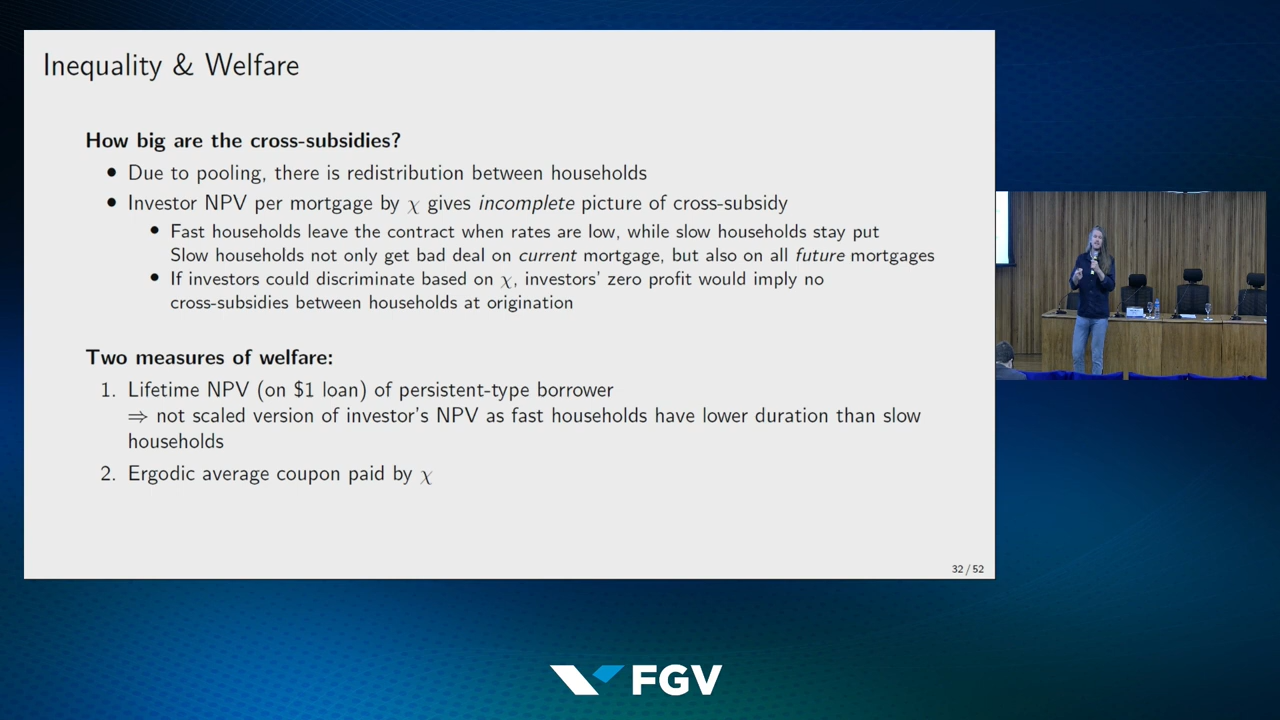 Inequality & Welfare
How big are the cross-subsidies?
• Due to pooling, there is redistribution between households
• Investor NPV per mortgage by χ gives incomplete picture of cross-subsidy
• Fast households leave the contract when rates are low, while slow households stay put
Slow households not only get bad deal on current mortgage, but also on all future mortgages
• If investors could discriminate based on χ, investors' zero profit would imply no
cross-subsidies between households at origination
Two measures of welfare:
1. Lifetime NPV (on $1 loan) of persistent-type borrower
⇒ not scaled version of investor's NPV as fast households have lower duration than slow
households
2. Ergodic average coupon paid by χ
32 / 52
FGV